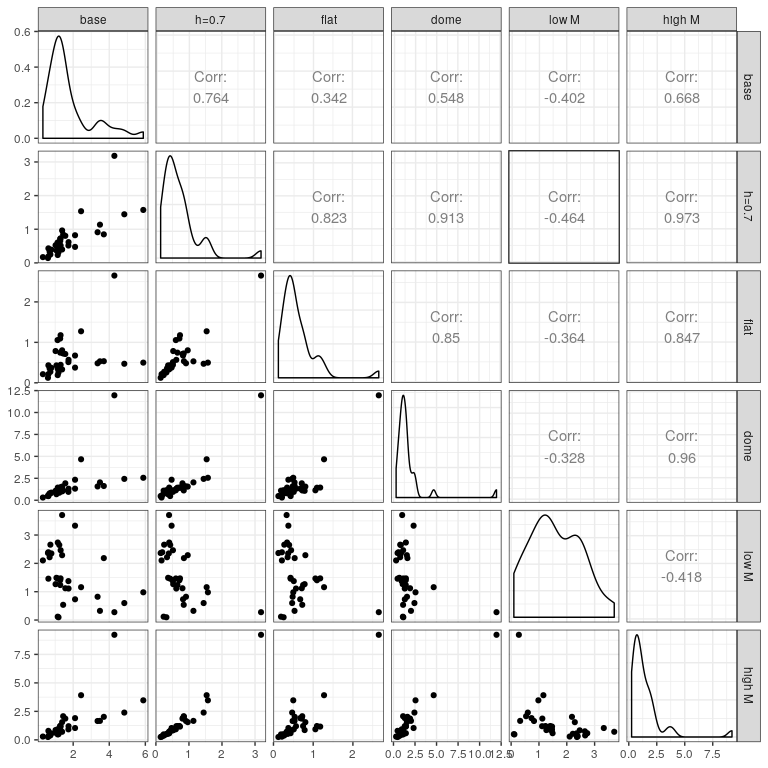 base h=0.7 flat dome low M high M
0.6
0.4
0.2
0.0
Corr:
0.764
Corr:
0.342
Corr:
0.548
Corr:
-0.402
Corr:
0.668
base
3
2
1
0
Corr:
0.823
Corr:
0.913
Corr:
-0.464
Corr:
0.973
h=0.7
2
1
0
Corr:
0.85
Corr:
-0.364
Corr:
0.847
flat
12.5
10.0
7.5
5.0
2.5
0.0
Corr:
-0.328
Corr:
0.96
dome
3
2
1
0
Corr:
-0.418
low M
7.5
5.0
2.5
0.0
high M
2 4 6 0 1 2 3 0 1 2 0.0 2.5 5.0 7.5 10.0 12.5 0 1 2 3 0.0 2.5 5.0 7.5